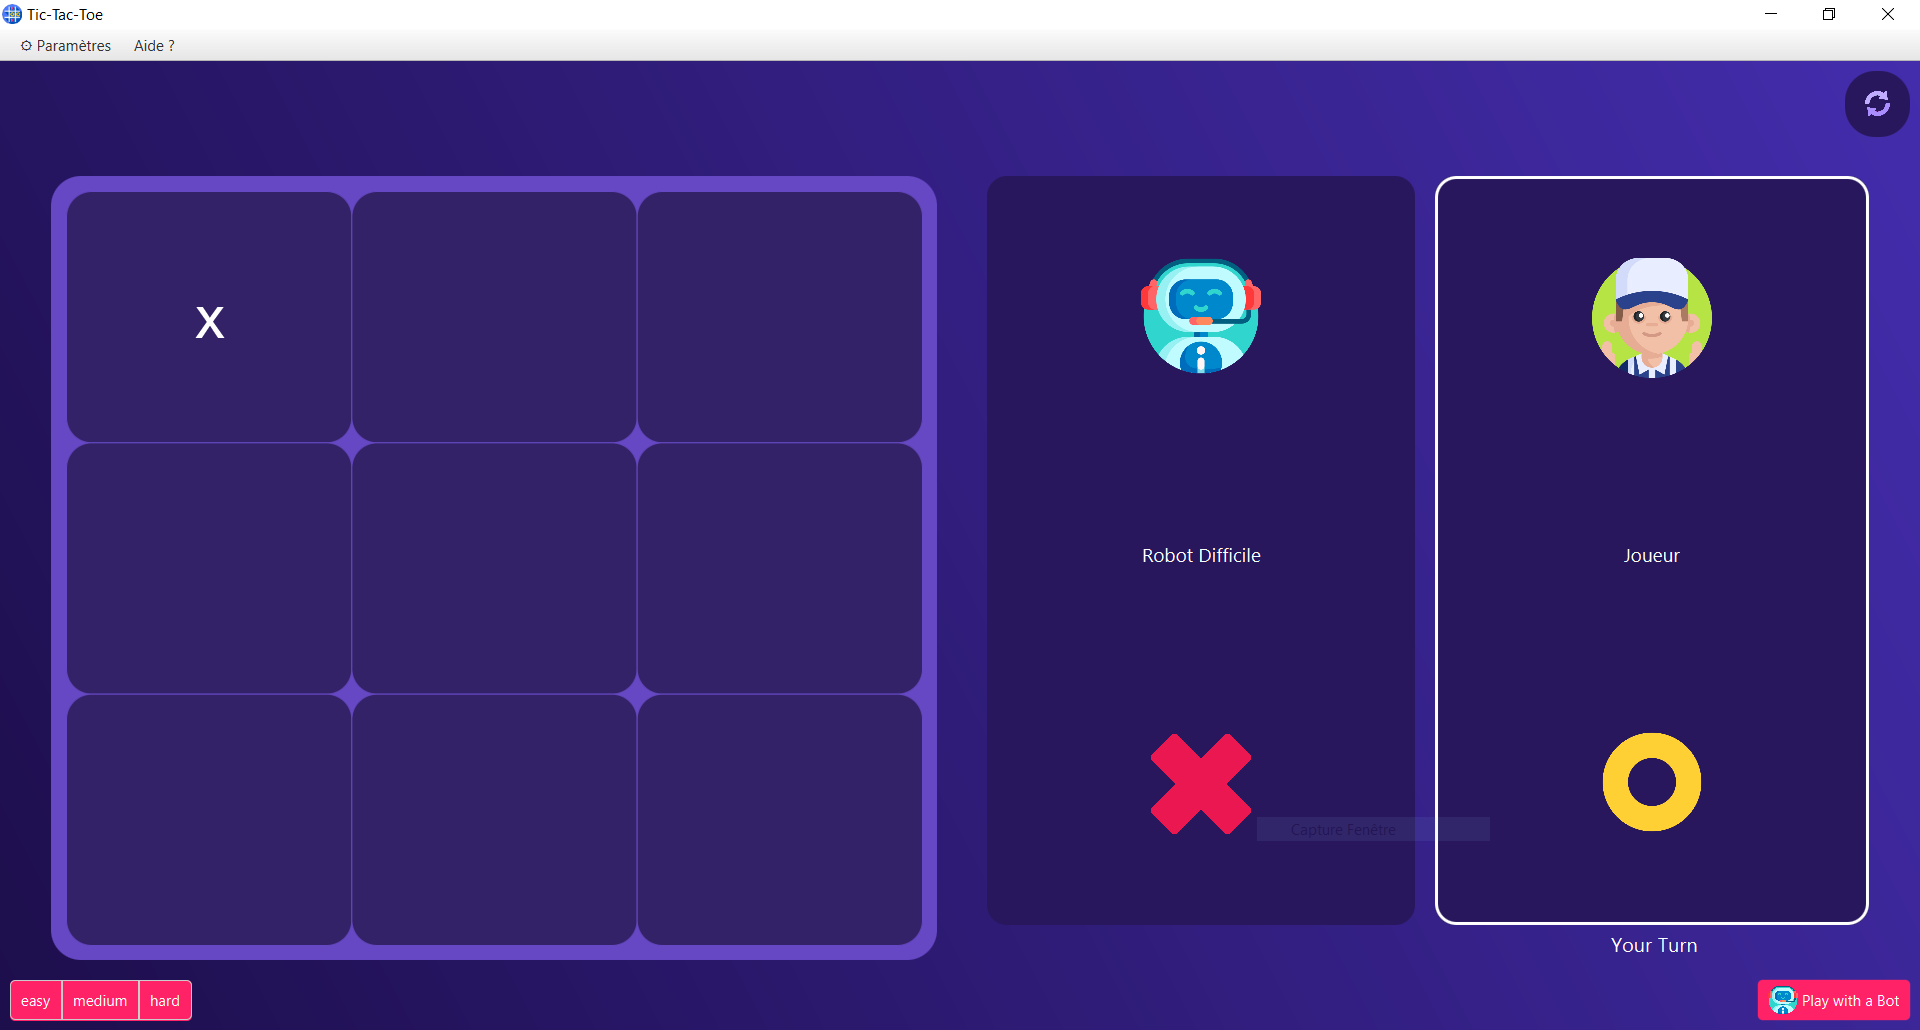 Tic-Tac-Toe
Paramètres
Aide ?
X
Robot Difficile
Joueur
Capture Fenêtre
Your Turn
easy
medium
hard
Play with a Bot